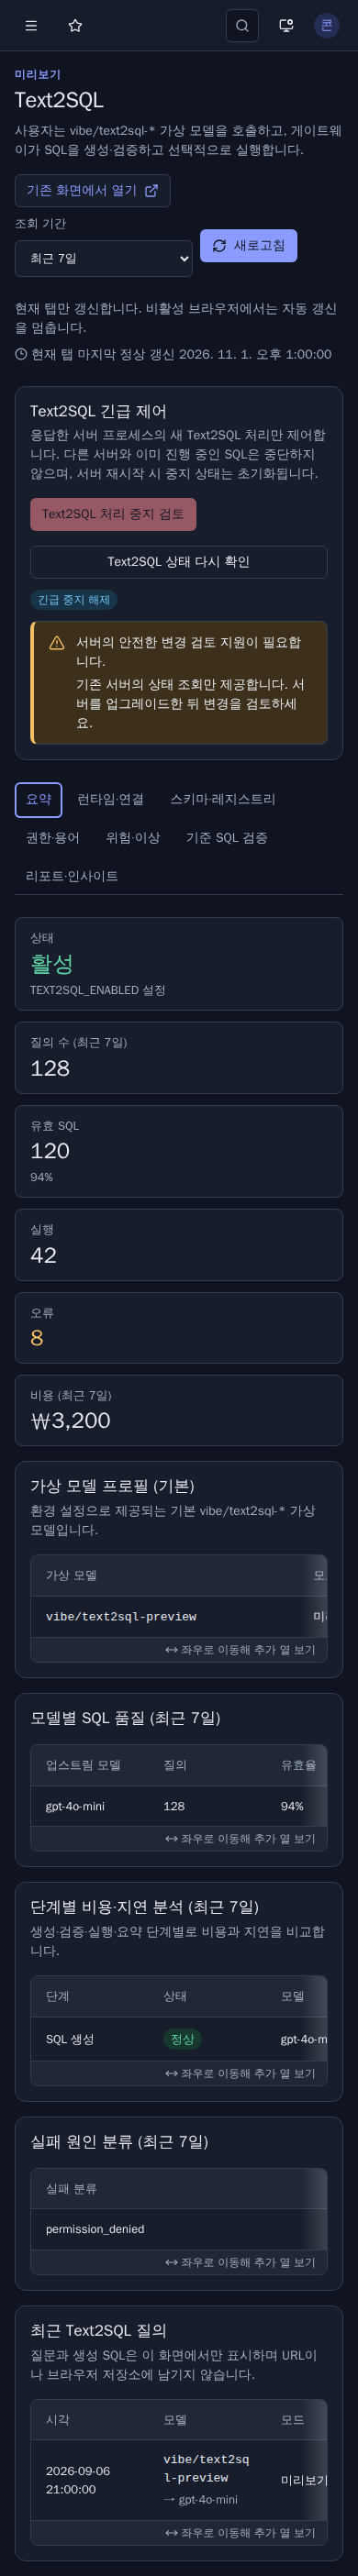 콘
미리보기
Text2SQL
사용자는 vibe/text2sql-* 가상 모델을 호출하고, 게이트웨
이가 SQL을 생성·검증하고 선택적으로 실행합니다.
기존 화면에서 열기
조회 기간
최근 7일
새로고침
현재 탭만 갱신합니다. 비활성 브라우저에서는 자동 갱신
을 멈춥니다.
현재 탭 마지막 정상 갱신 2026. 11. 1. 오후 1:00:00
Text2SQL 긴급 제어
응답한 서버 프로세스의 새 Text2SQL 처리만 제어합니
다. 다른 서버와 이미 진행 중인 SQL은 중단하지
않으며, 서버 재시작 시 중지 상태는 초기화됩니다.
Text2SQL 처리 중지 검토
Text2SQL 상태 다시 확인
긴급 중지 해제
서버의 안전한 변경 검토 지원이 필요합
니다.
기존 서버의 상태 조회만 제공합니다. 서
버를 업그레이드한 뒤 변경을 검토하세
요.
요약
런타임·연결
스키마·레지스트리
권한·용어
위험·이상
기준 SQL 검증
리포트·인사이트
상태
활성
TEXT2SQL_ENABLED 설정
질의 수 (최근 7일)
128
유효 SQL
120
94%
실행
42
오류
8
비용 (최근 7일)
₩3,200
가상 모델 프로필 (기본)
환경 설정으로 제공되는 기본 vibe/text2sql-* 가상
모델입니다.
가상 모델
vibe/text2sql-preview
좌우로 이동해 추가 열 보기
모델별 SQL 품질 (최근 7일)
업스트림 모델 질의 유효율
gpt-4o-mini 128 94%
좌우로 이동해 추가 열 보기
단계별 비용·지연 분석 (최근 7일)
생성·검증·실행·요약 단계별로 비용과 지연을 비교합
니다.
단계 상태 모델
SQL 생성 정상 gpt-4o-m
좌우로 이동해 추가 열 보기
실패 원인 분류 (최근 7일)
실패 분류
permission_denied
좌우로 이동해 추가 열 보기
최근 Text2SQL 질의
질문과 생성 SQL은 이 화면에서만 표시하며 URL이
나 브라우저 저장소에 남기지 않습니다.
시각 모델 모드
2026-09-06
21:00:00
vibe/text2sq
l-preview
→ gpt-4o-mini
미리보기
좌우로 이동해 추가 열 보기